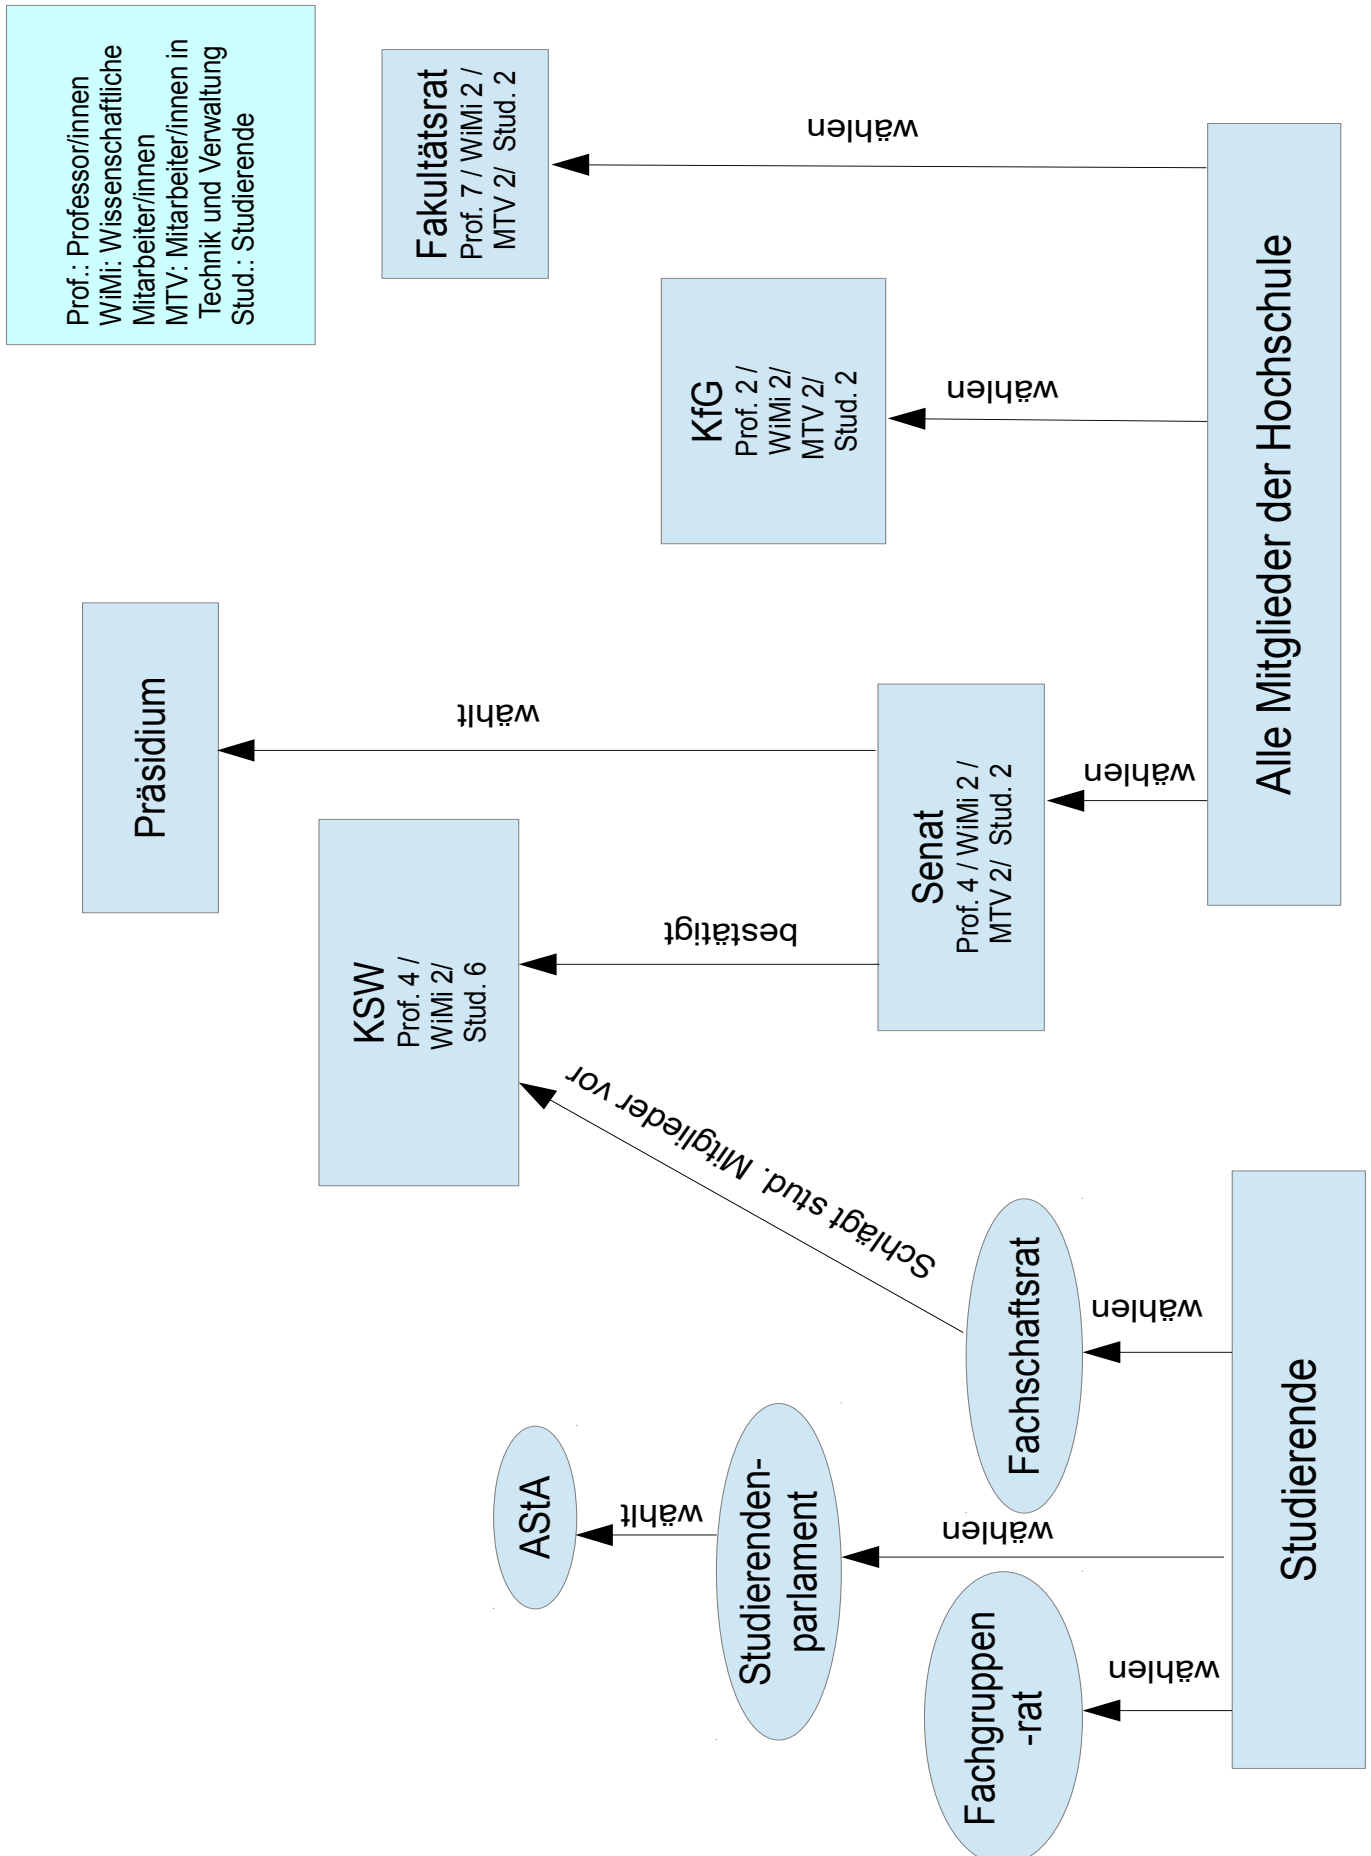 Prof.: Professor/innen
WiMi: Wissenschaftliche
Mitarbeiter/innen
MTV: Mitarbeiter/innen in
Technik und Verwaltung
Stud.: Studierende
Präsidium
Fakultätsrat
Prof. 7 / WiMi 2 /
MTV 2/ Stud. 2
KSW
Prof. 4 /
WiMi 2/
Stud. 6
wählt
KfG
Prof. 2 /
WiMi 2/
MTV 2/
Stud. 2
wählen
AStA
wählt
Schlägt stud. Mitglieder vor
bestätigt
wählen
Studierenden-
parlament
Senat
Prof. 4 / WiMi 2 /
MTV 2/ Stud. 2
Fachgruppen
-rat
wählen
Fachschaftsrat
wählen
wählen
wählen
Studierende
Alle Mitglieder der Hochschule